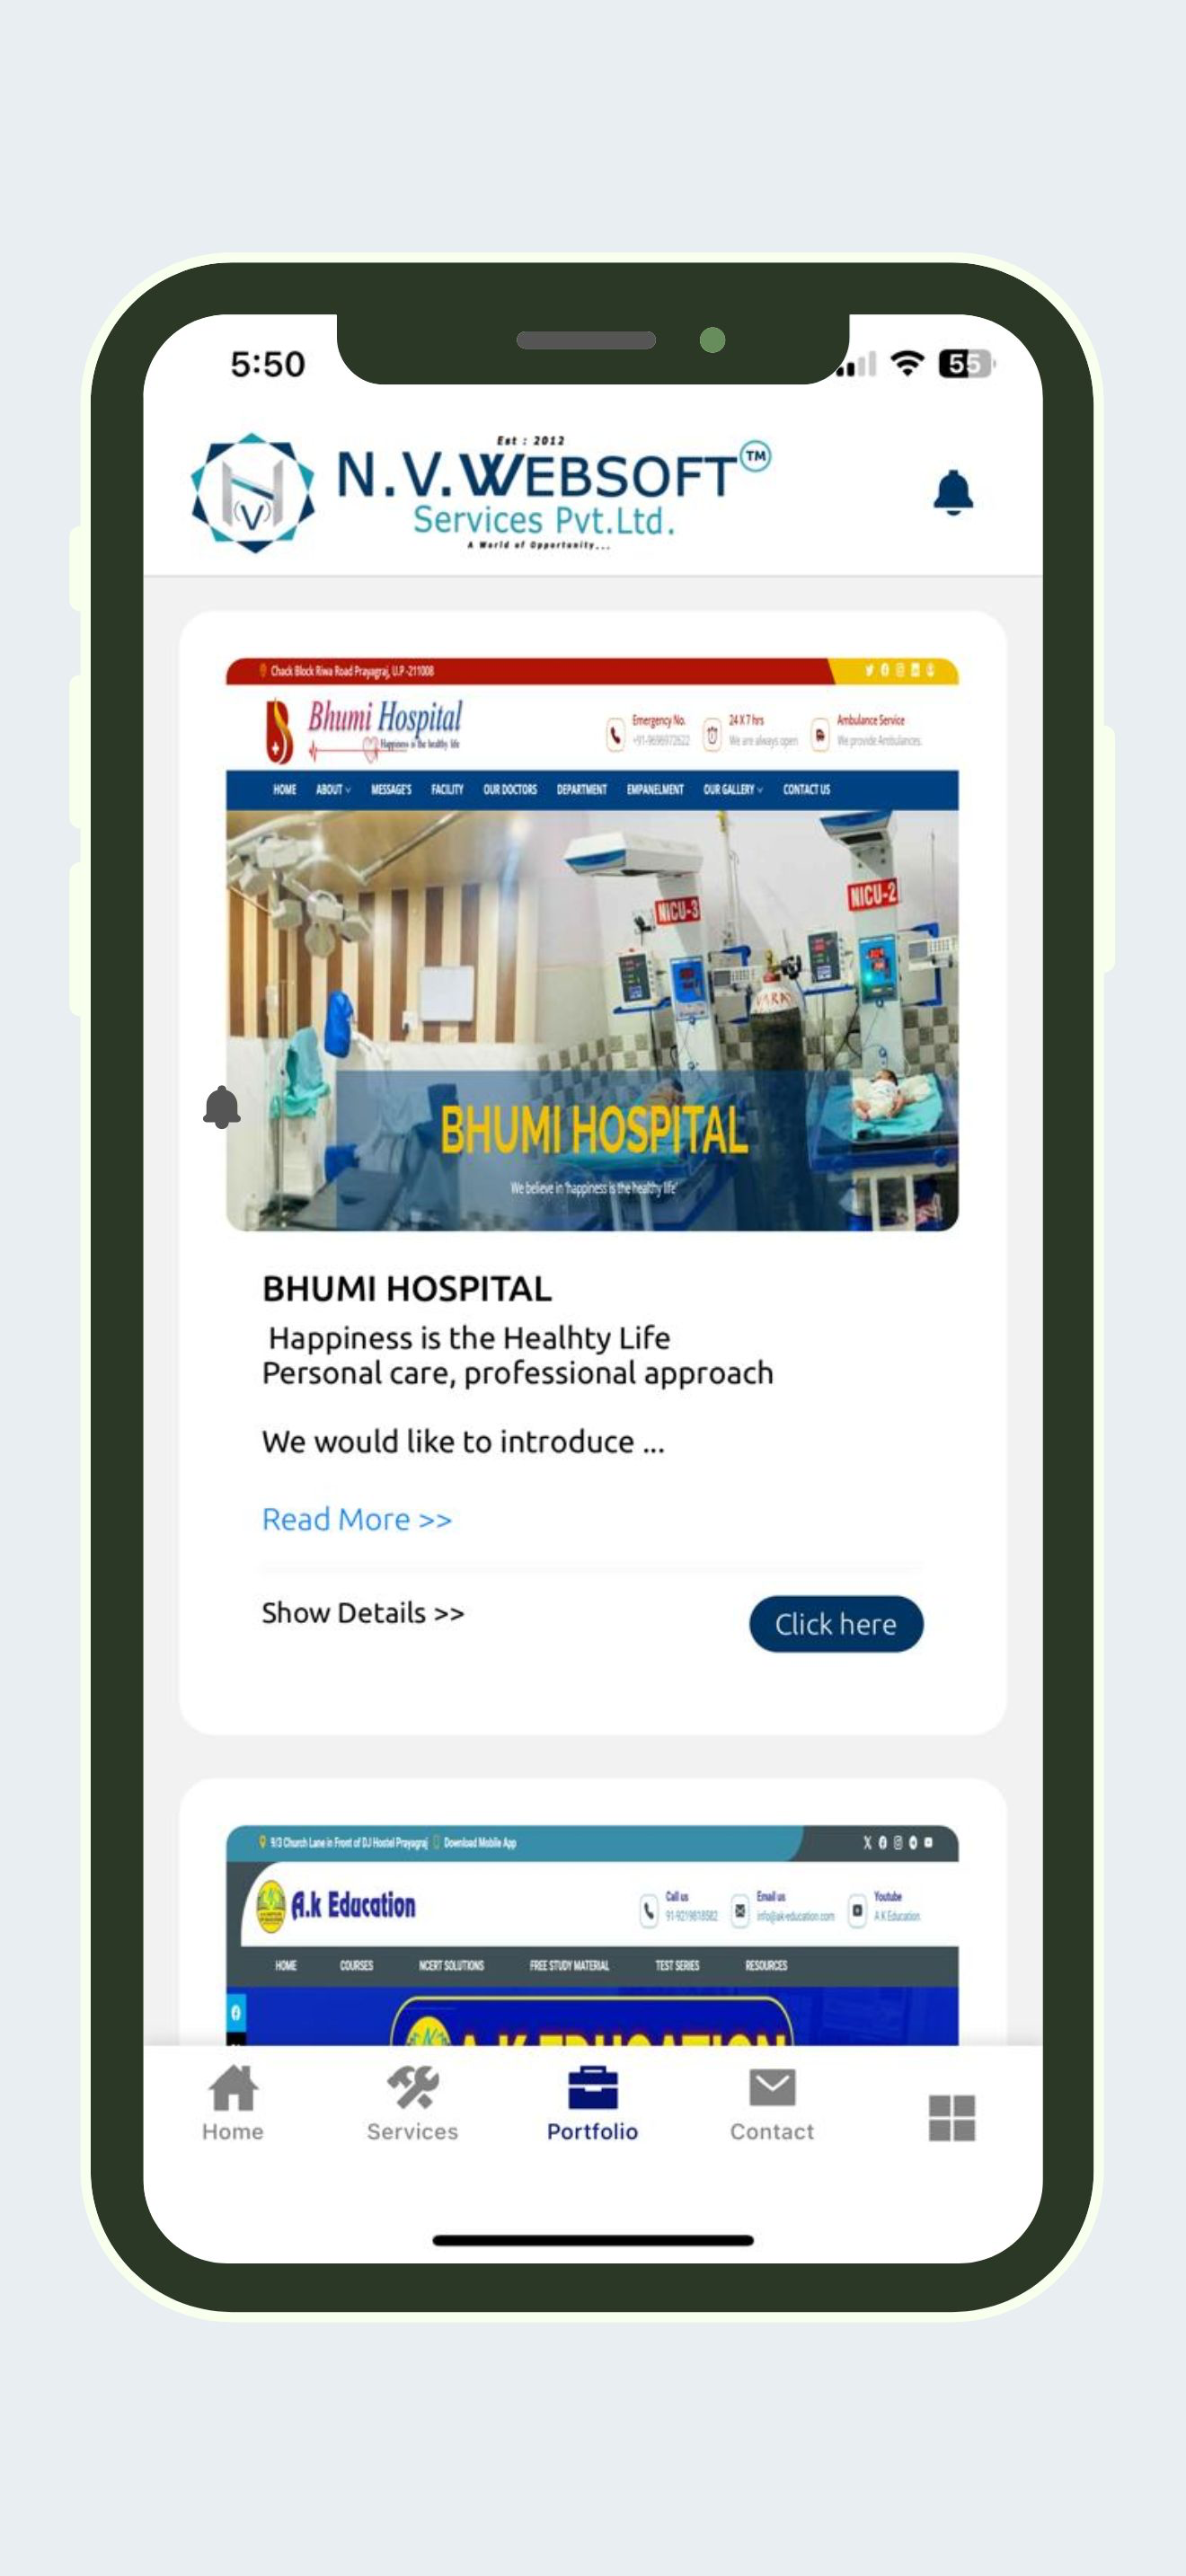 5:50
55
Est : 2012
N.V.WEBSOFT TM
Services Pvt.Ltd.
A World of Opportunity...
Chack Block Riwa Road Prayagraj, U.P -211008
Bhumi Hospital
Happiness is the healthy life
Emergency No.
+91-9696972622
24 X 7 hrs
We are always open
Ambulance Service
We provide Ambulances.
HOME ABOUT MESSAGE'S FACILITY OUR DOCTORS DEPARTMENT EMPANELMENT OUR GALLERY CONTACT US
NICU-3
NICU-2
BHUMI HOSPITAL
We believe in 'happiness is the healthy life'
BHUMI HOSPITAL
Happiness is the Healhty Life
Personal care, professional approach
We would like to introduce ...
Read More >>
Show Details >>
Click here
9/3 Church Lane in Front of DJ Hostel Prayagraj Download Mobile App
A.k Education
Call us
91-9219818582
Email us
info@ak-education.com
Youtube
A K Education
HOME COURSES NCERT SOLUTIONS FREE STUDY MATERIAL TEST SERIES RESOURCES
A K EDUCATION
Home
Services
Portfolio
Contact